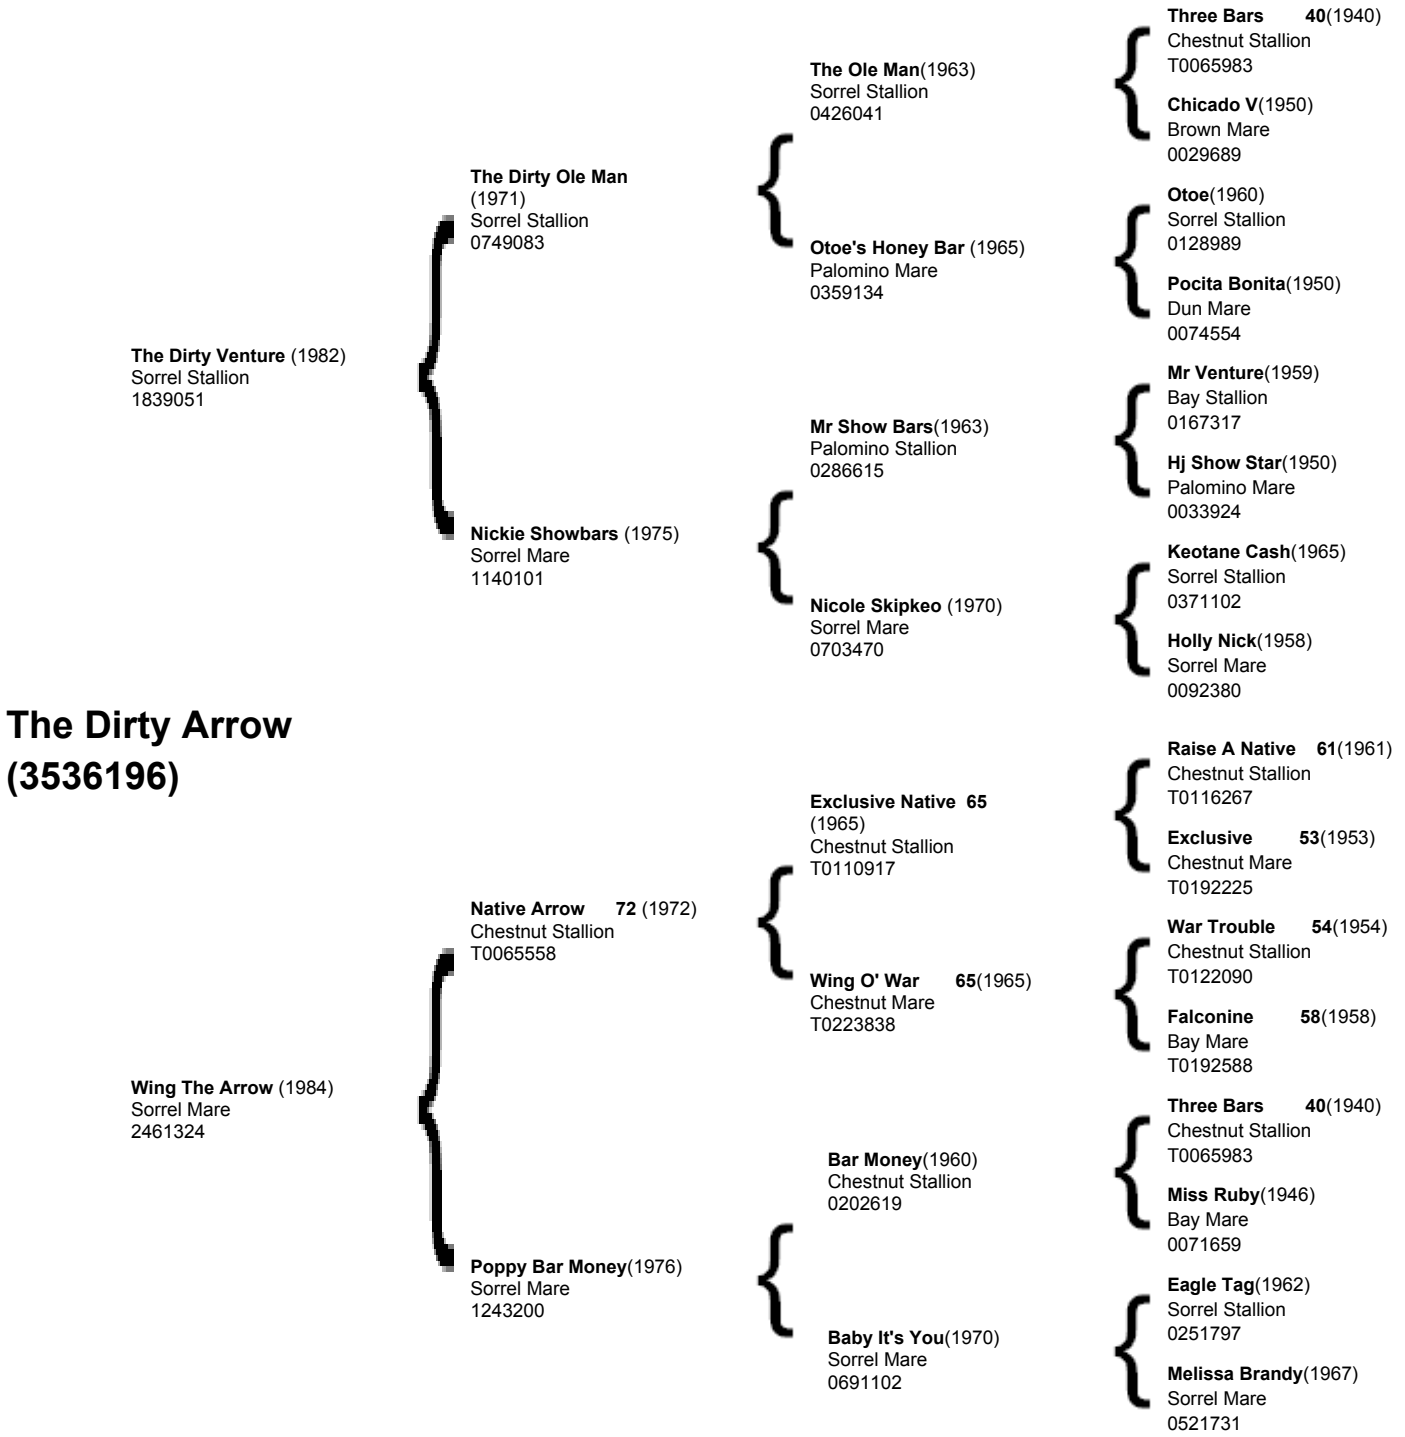 The Dirty Arrow
(3536196)
The Dirty Venture (1982)
Sorrel Stallion
1839051
Wing The Arrow (1984)
Sorrel Mare
2461324
The Dirty Ole Man
(1971)
Sorrel Stallion
0749083
Nickie Showbars (1975)
Sorrel Mare
1140101
Native Arrow 72 (1972)
Chestnut Stallion
T0065558
Poppy Bar Money(1976)
Sorrel Mare
1243200
The Ole Man(1963)
Sorrel Stallion
0426041
Otoe's Honey Bar (1965)
Palomino Mare
0359134
Mr Show Bars(1963)
Palomino Stallion
0286615
Nicole Skipkeo (1970)
Sorrel Mare
0703470
Exclusive Native 65
(1965)
Chestnut Stallion
T0110917
Wing O' War 65(1965)
Chestnut Mare
T0223838
Bar Money(1960)
Chestnut Stallion
0202619
Baby It's You(1970)
Sorrel Mare
0691102
Three Bars 40(1940)
Chestnut Stallion
T0065983
Chicado V(1950)
Brown Mare
0029689
Otoe(1960)
Sorrel Stallion
0128989
Pocita Bonita(1950)
Dun Mare
0074554
Mr Venture(1959)
Bay Stallion
0167317
Hj Show Star(1950)
Palomino Mare
0033924
Keotane Cash(1965)
Sorrel Stallion
0371102
Holly Nick(1958)
Sorrel Mare
0092380
Raise A Native 61(1961)
Chestnut Stallion
T0116267
Exclusive 53(1953)
Chestnut Mare
T0192225
War Trouble 54(1954)
Chestnut Stallion
T0122090
Falconine 58(1958)
Bay Mare
T0192588
Three Bars 40(1940)
Chestnut Stallion
T0065983
Miss Ruby(1946)
Bay Mare
0071659
Eagle Tag(1962)
Sorrel Stallion
0251797
Melissa Brandy(1967)
Sorrel Mare
0521731